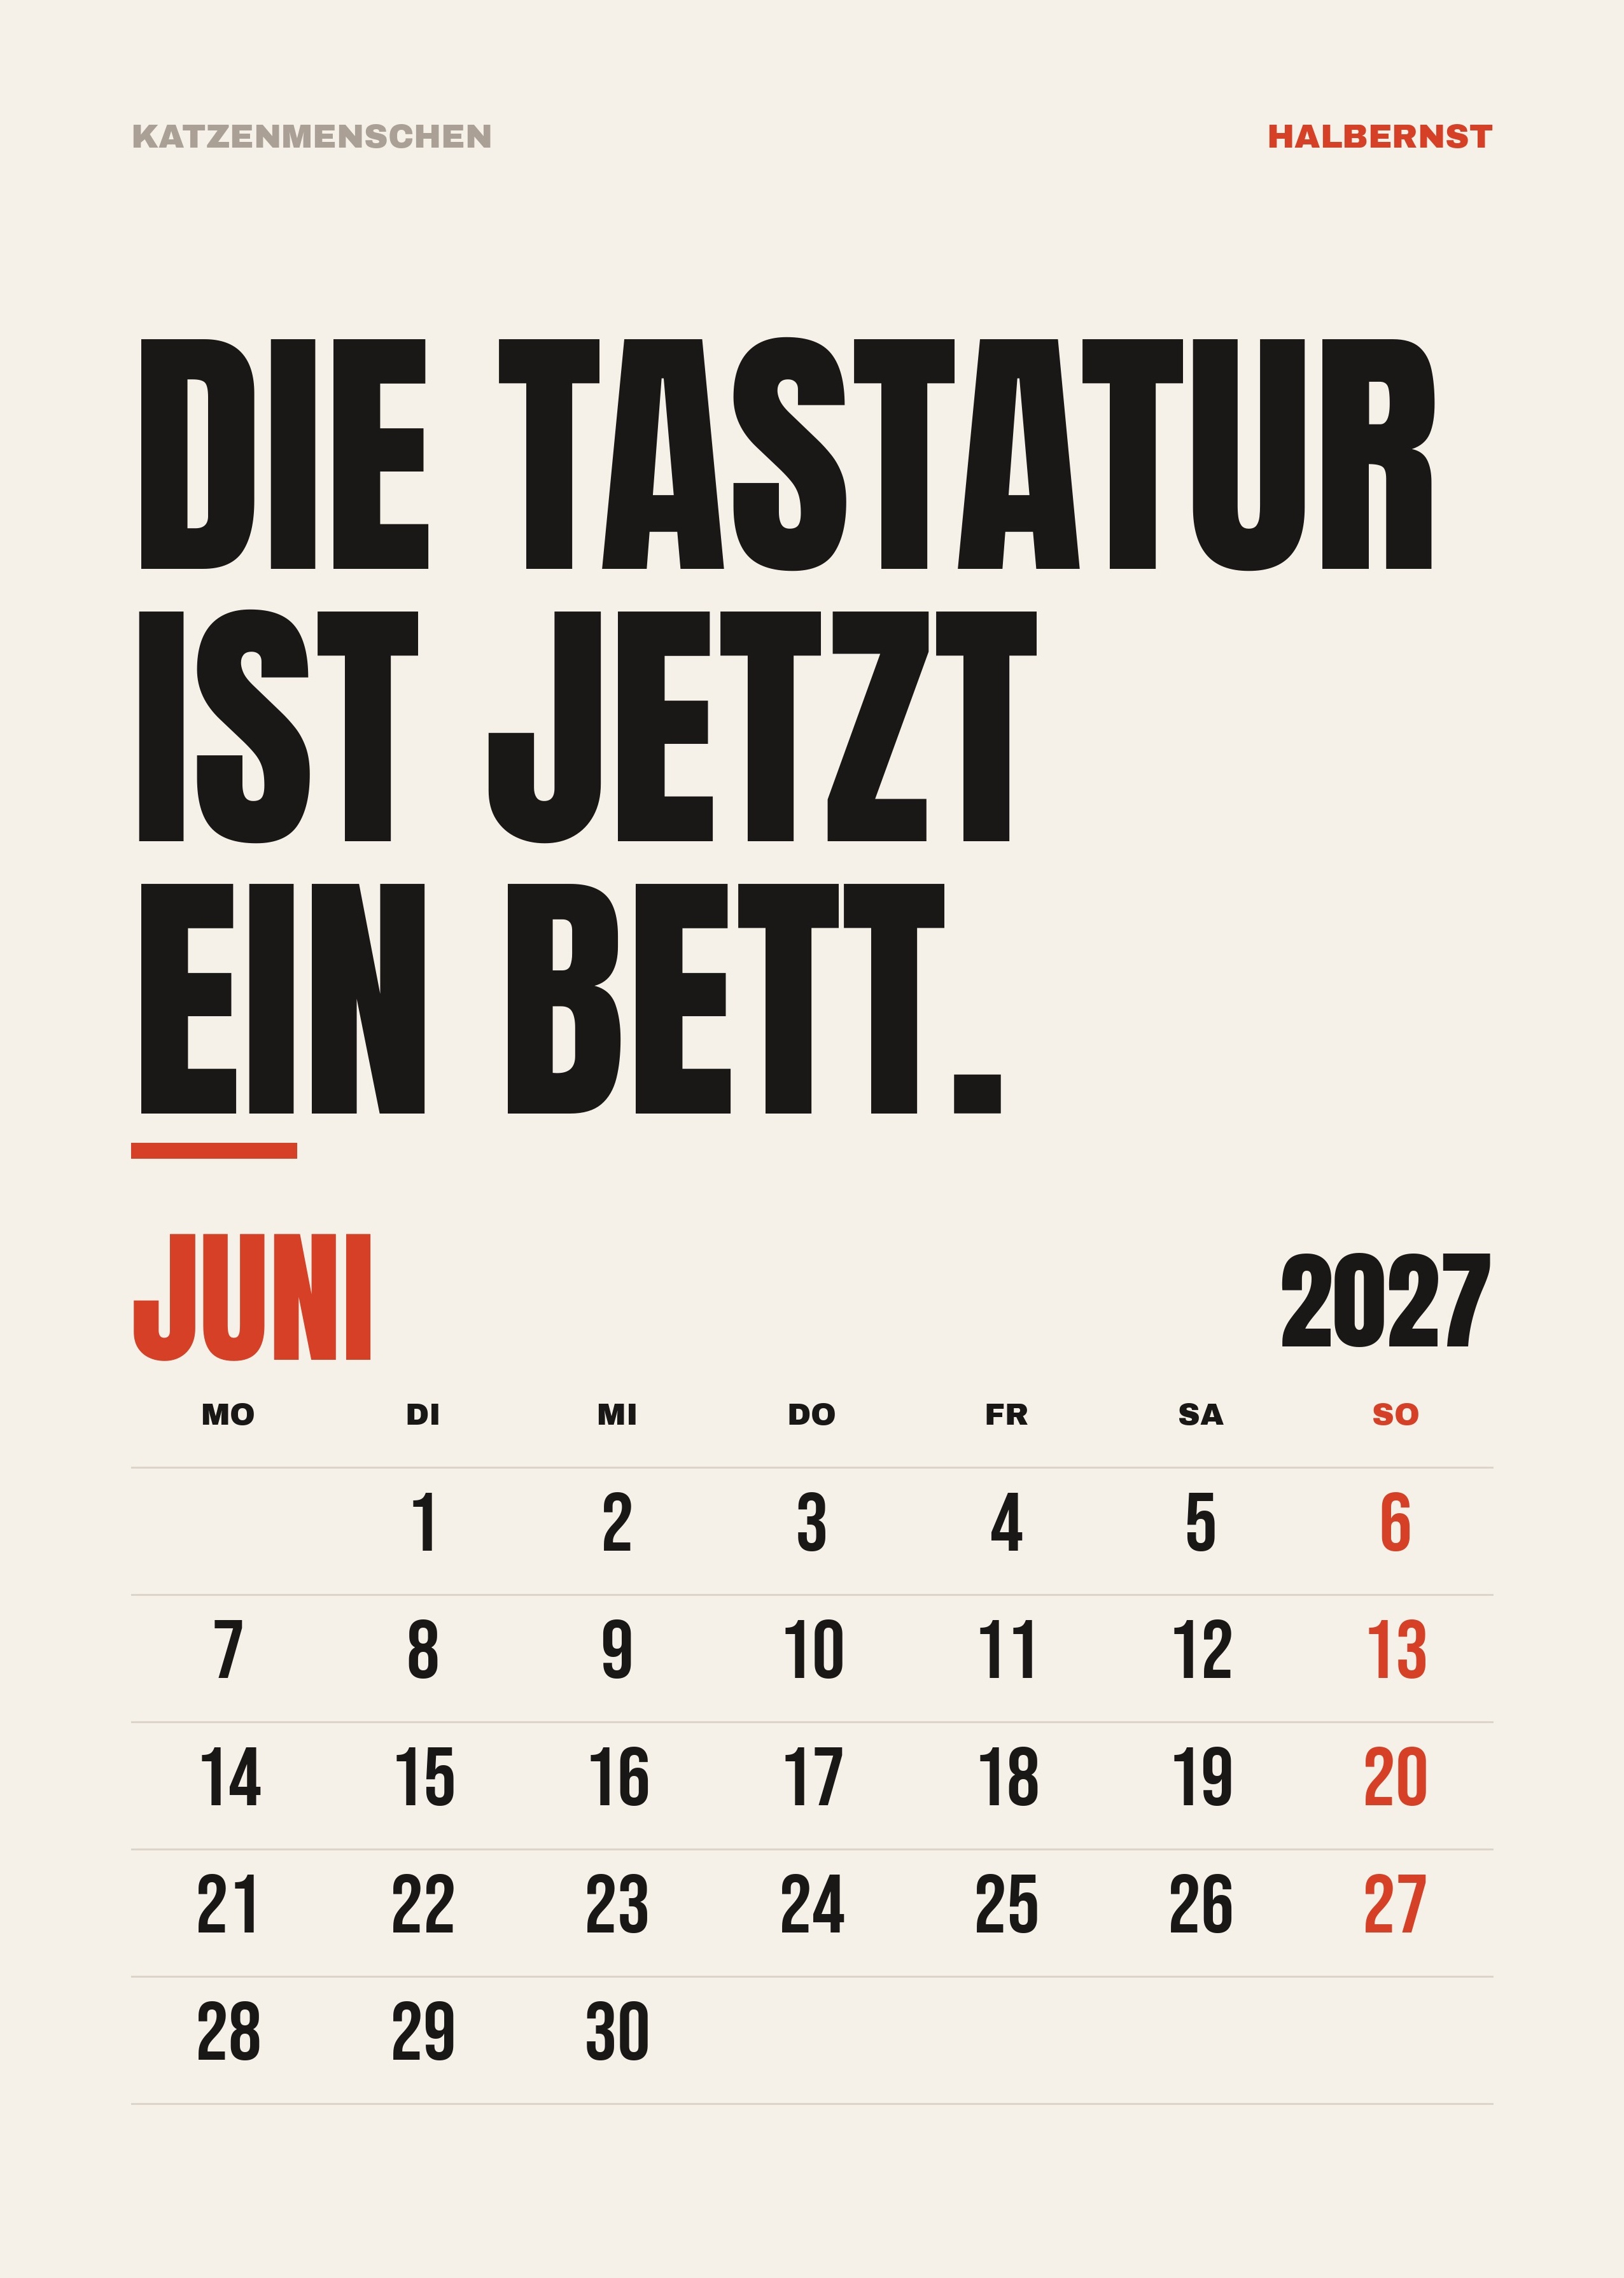 KATZENMENSCHEN HALBERNST
DIE TASTATUR
IST JETZT
EIN BETT.
JUNI 2027
MO DI MI DO FR SA SO
1 2 3 4 5 6
7 8 9 10 11 12 13
14 15 16 17 18 19 20
21 22 23 24 25 26 27
28 29 30